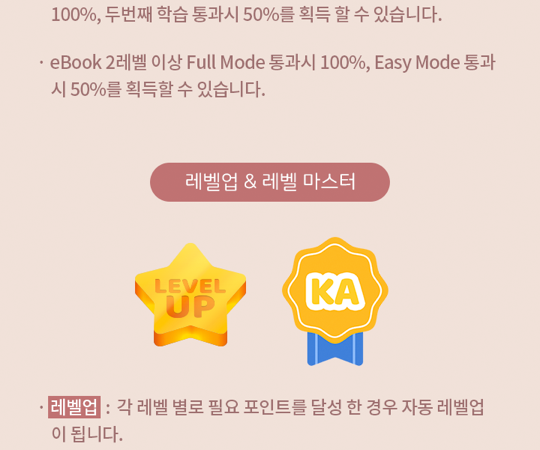 100%, 두번째 학습 통과시 50%를 획득 할 수 있습니다.
· eBook 2레벨 이상 Full Mode 통과시 100%, Easy Mode 통과
시 50%를 획득할 수 있습니다.
레벨업 & 레벨 마스터
LEVEL
UP
KA
· 레벨업 : 각 레벨 별로 필요 포인트를 달성 한 경우 자동 레벨업
이 됩니다.